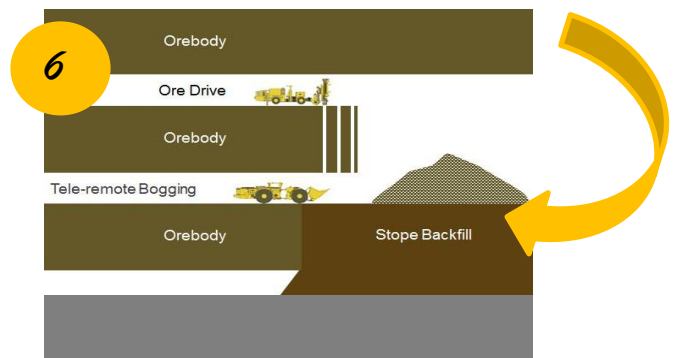 6
Orebody
Ore Drive
Orebody
Tele-remote Bogging
Orebody
Stope Backfill